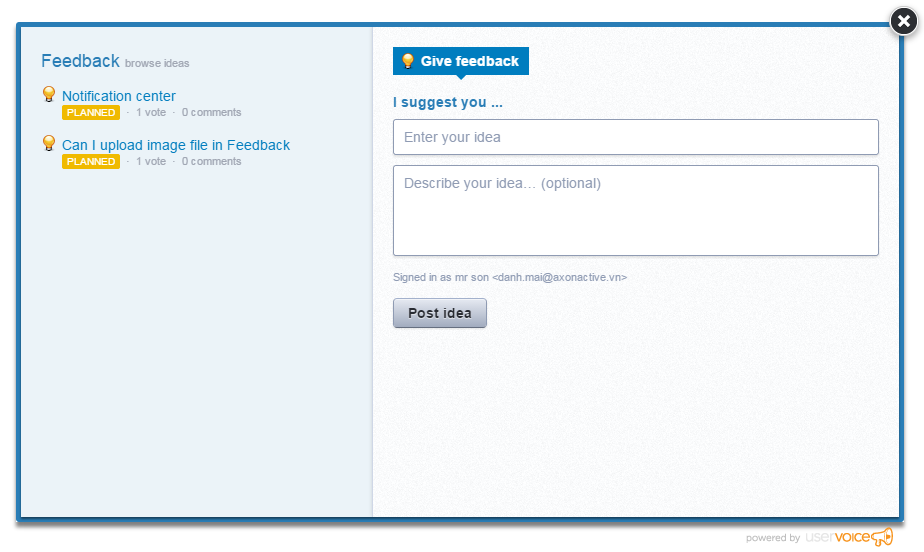 Feedback browse ideas
Notification center
PLANNED · 1 vote · 0 comments
Can I upload image file in Feedback
PLANNED · 1 vote · 0 comments
Give feedback
I suggest you ...
Enter your idea
Describe your idea... (optional)
Signed in as mr son <danh.mai@axonactive.vn>
Post idea
powered by uservoice